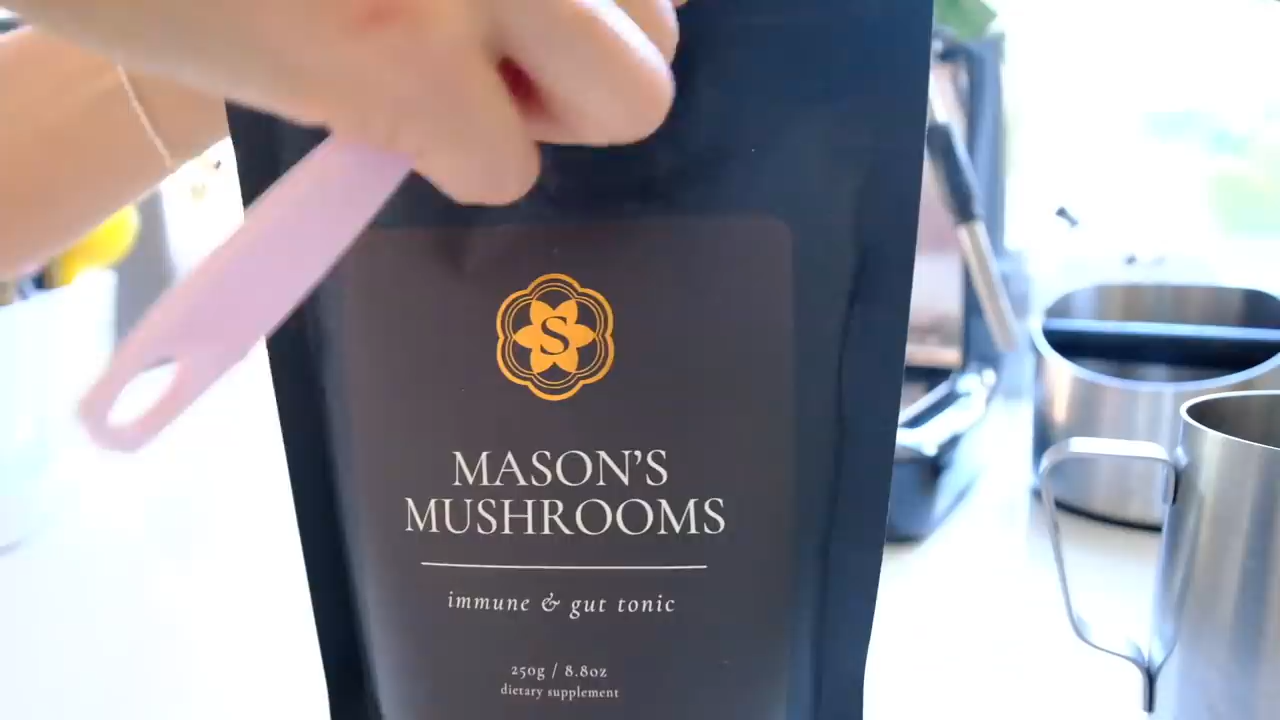 S
MASON'S
MUSHROOMS
immune & gut tonic
250g / 8.8oz
dietary supplement